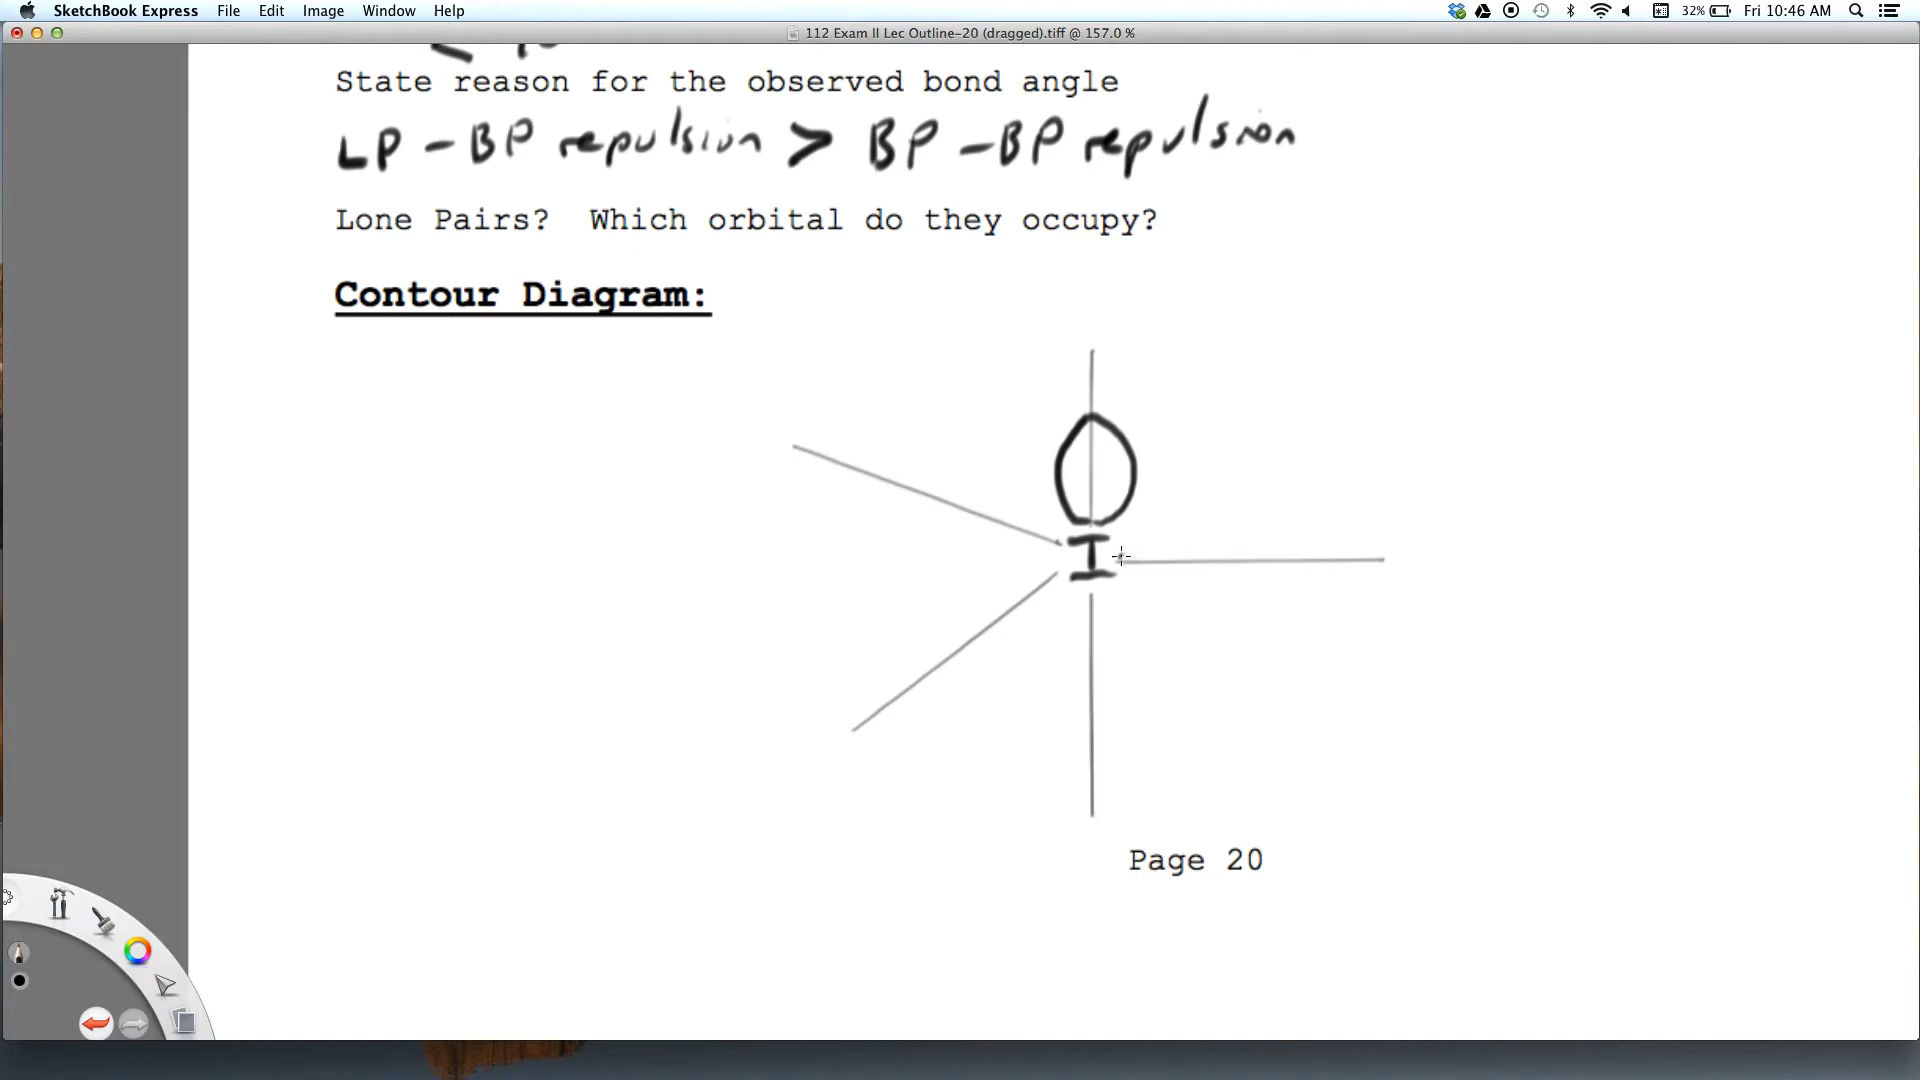 SketchBook Express File Edit Image Window Help 32% Fri 10:46 AM
112 Exam II Lec Outline-20 (dragged).tiff @ 157.0 %
State reason for the observed bond angle
LP - BP repulsion > BP - BP repulsion
Lone Pairs? Which orbital do they occupy?
Contour Diagram:
I
Page 20